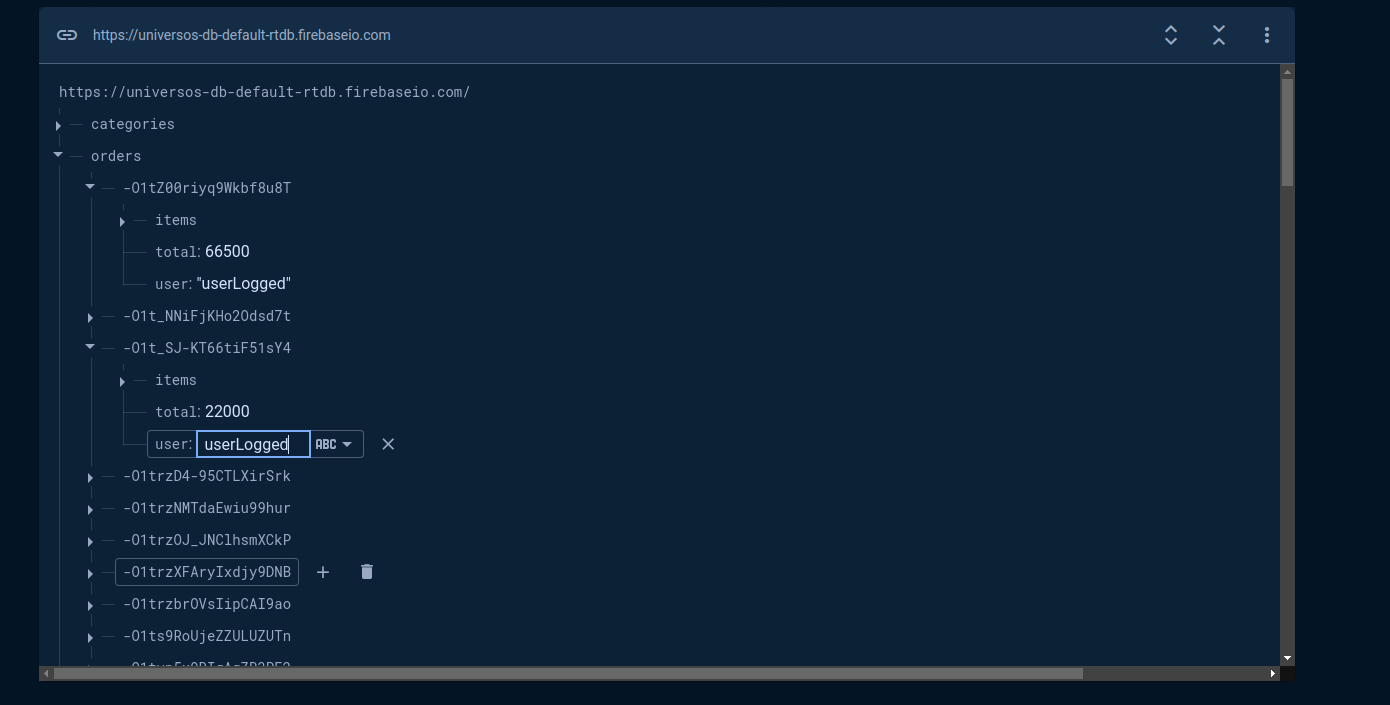 https://universos-db-default-rtdb.firebaseio.com
https://universos-db-default-rtdb.firebaseio.com/
categories
orders
-O1tZ00riyq9Wkbf8u8T
items
total: 66500
user: "userLogged"
-O1t_NNiFjKHo2Odsd7t
-O1t_SJ-KT66tiF51sY4
items
total: 22000
user: userLogged ABC
-O1trzD4-95CTLXirSrk
-O1trzNMTdaEwiu99hur
-O1trzOJ_JNClhsmXCkP
-O1trzXFAryIxdjy9DNB
-O1trzbrOVsIipCAI9ao
-O1ts9RoUjeZZULUZUTn